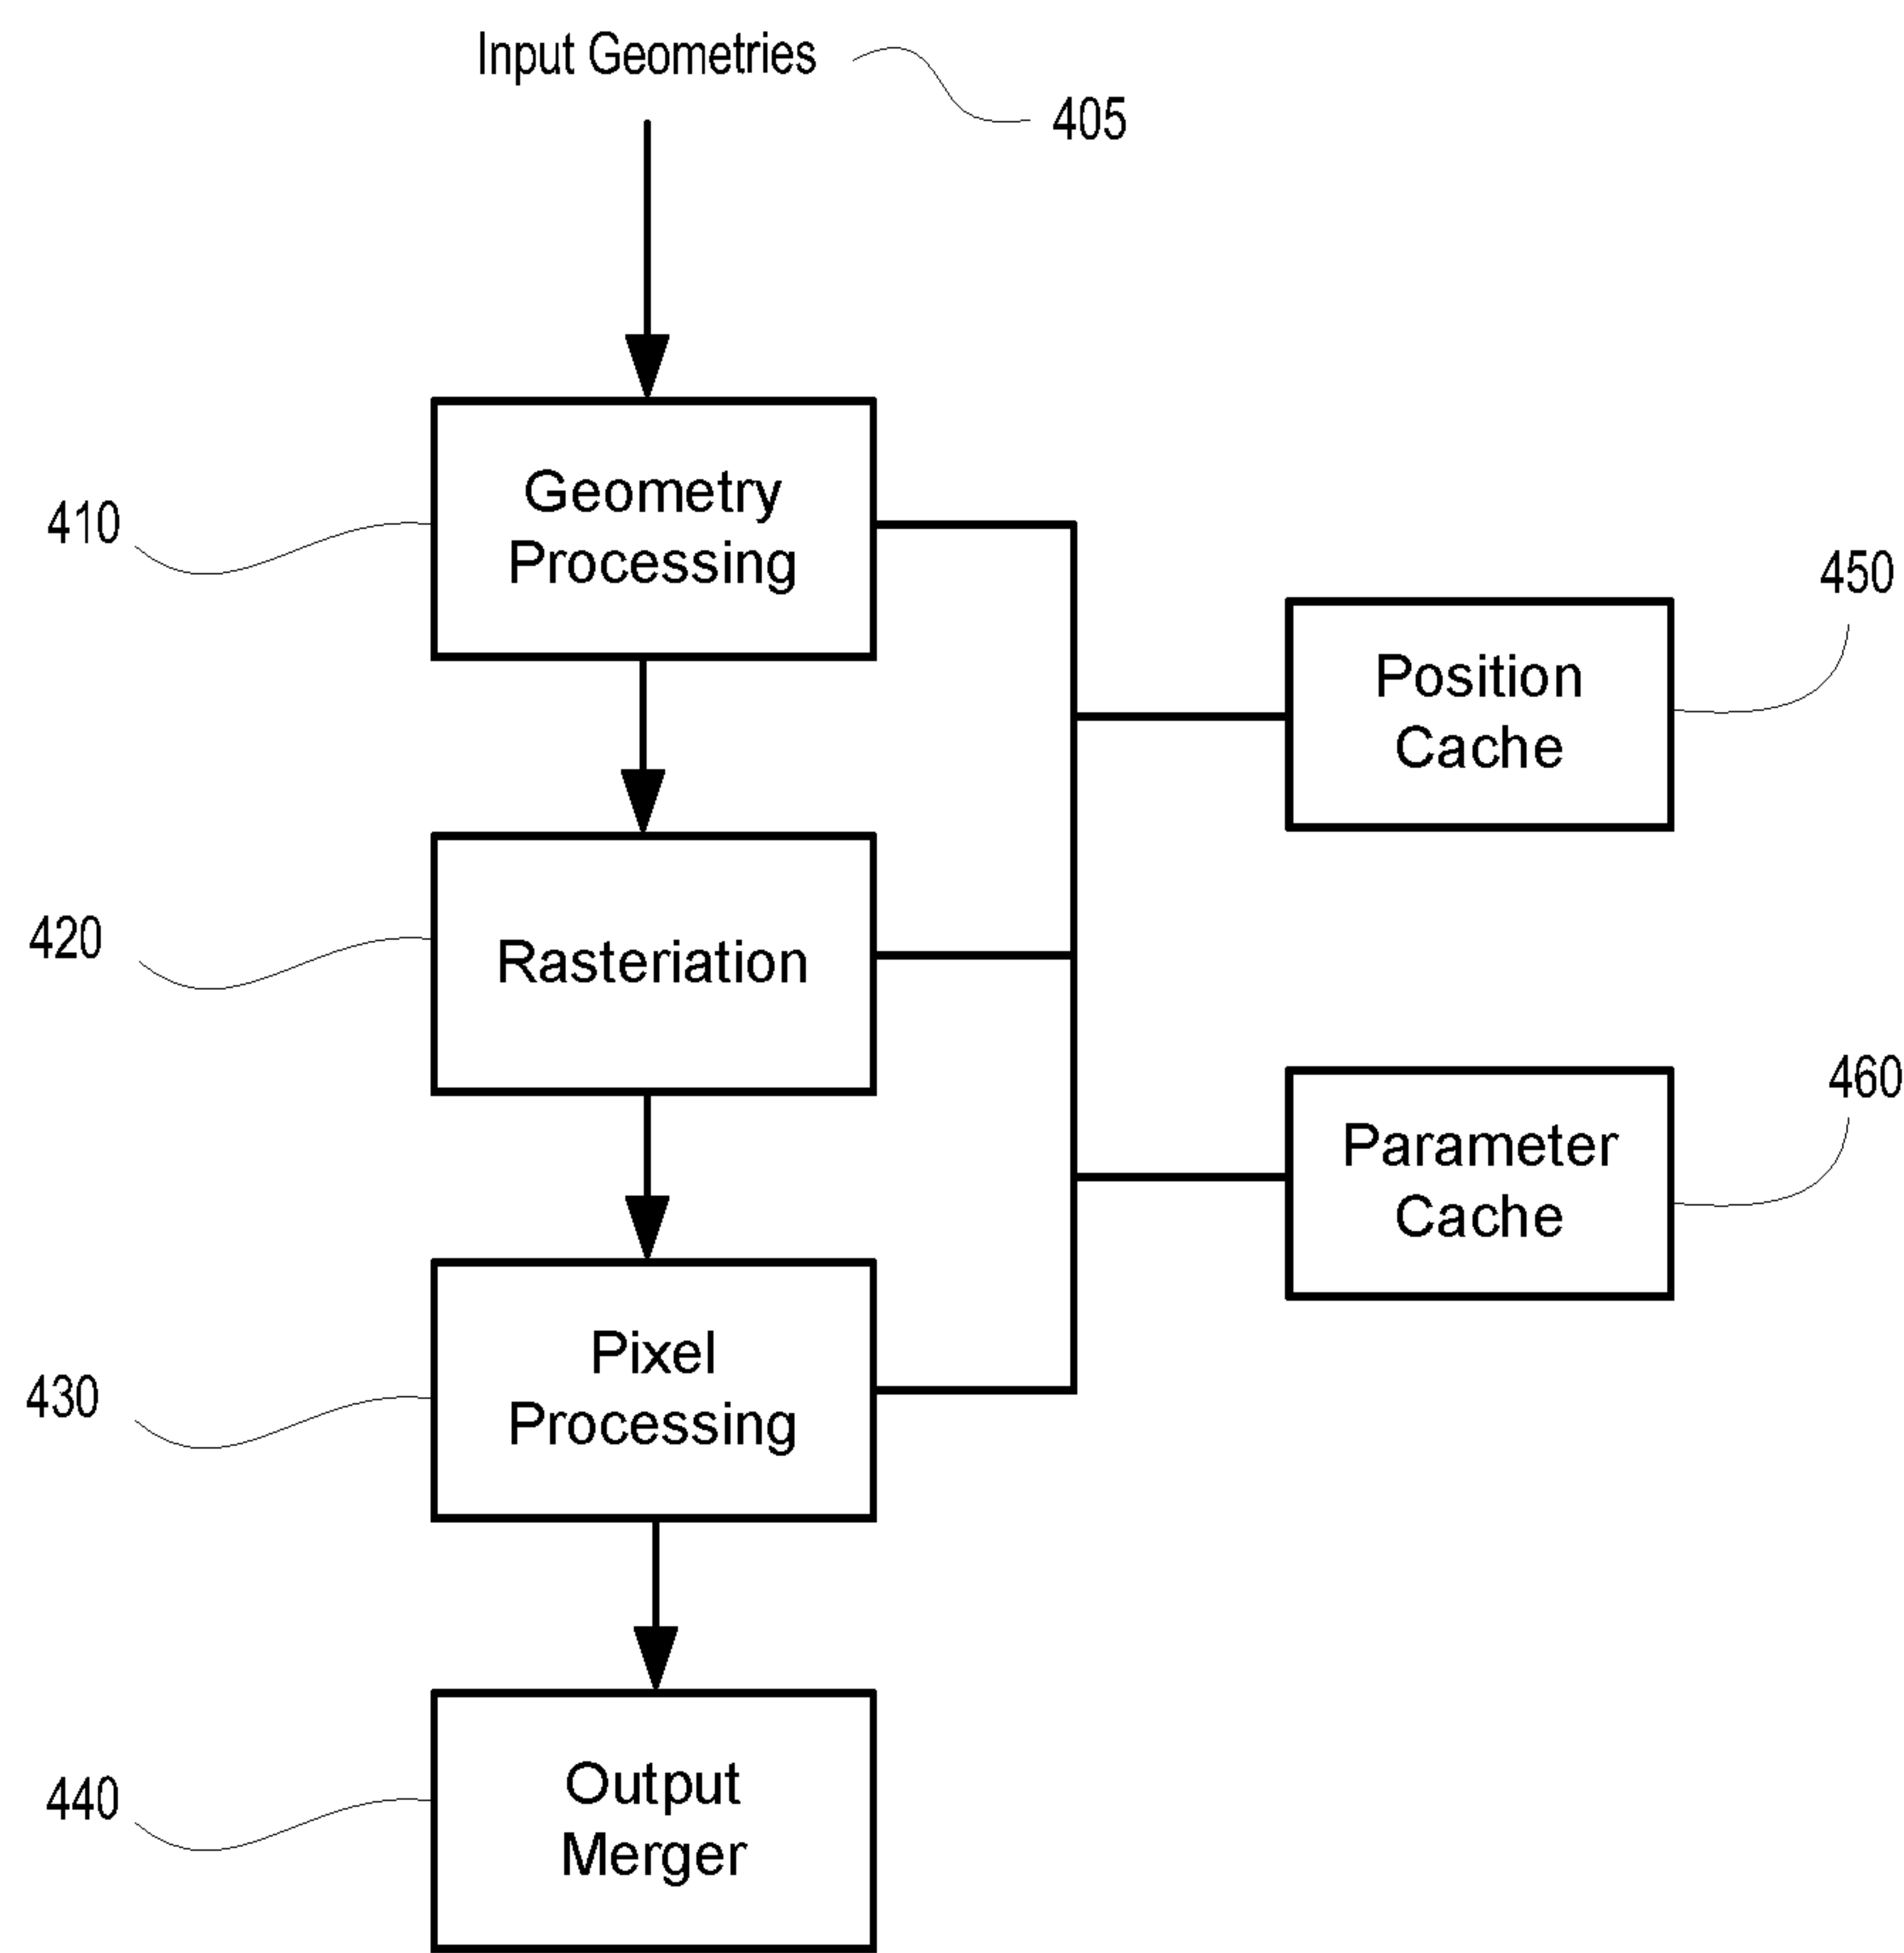 Input Geometries
405
Geometry
Processing
410
450
Position
Cache
Rasteriation
420
460
Parameter
Cache
Pixel
Processing
430
Output
Merger
440